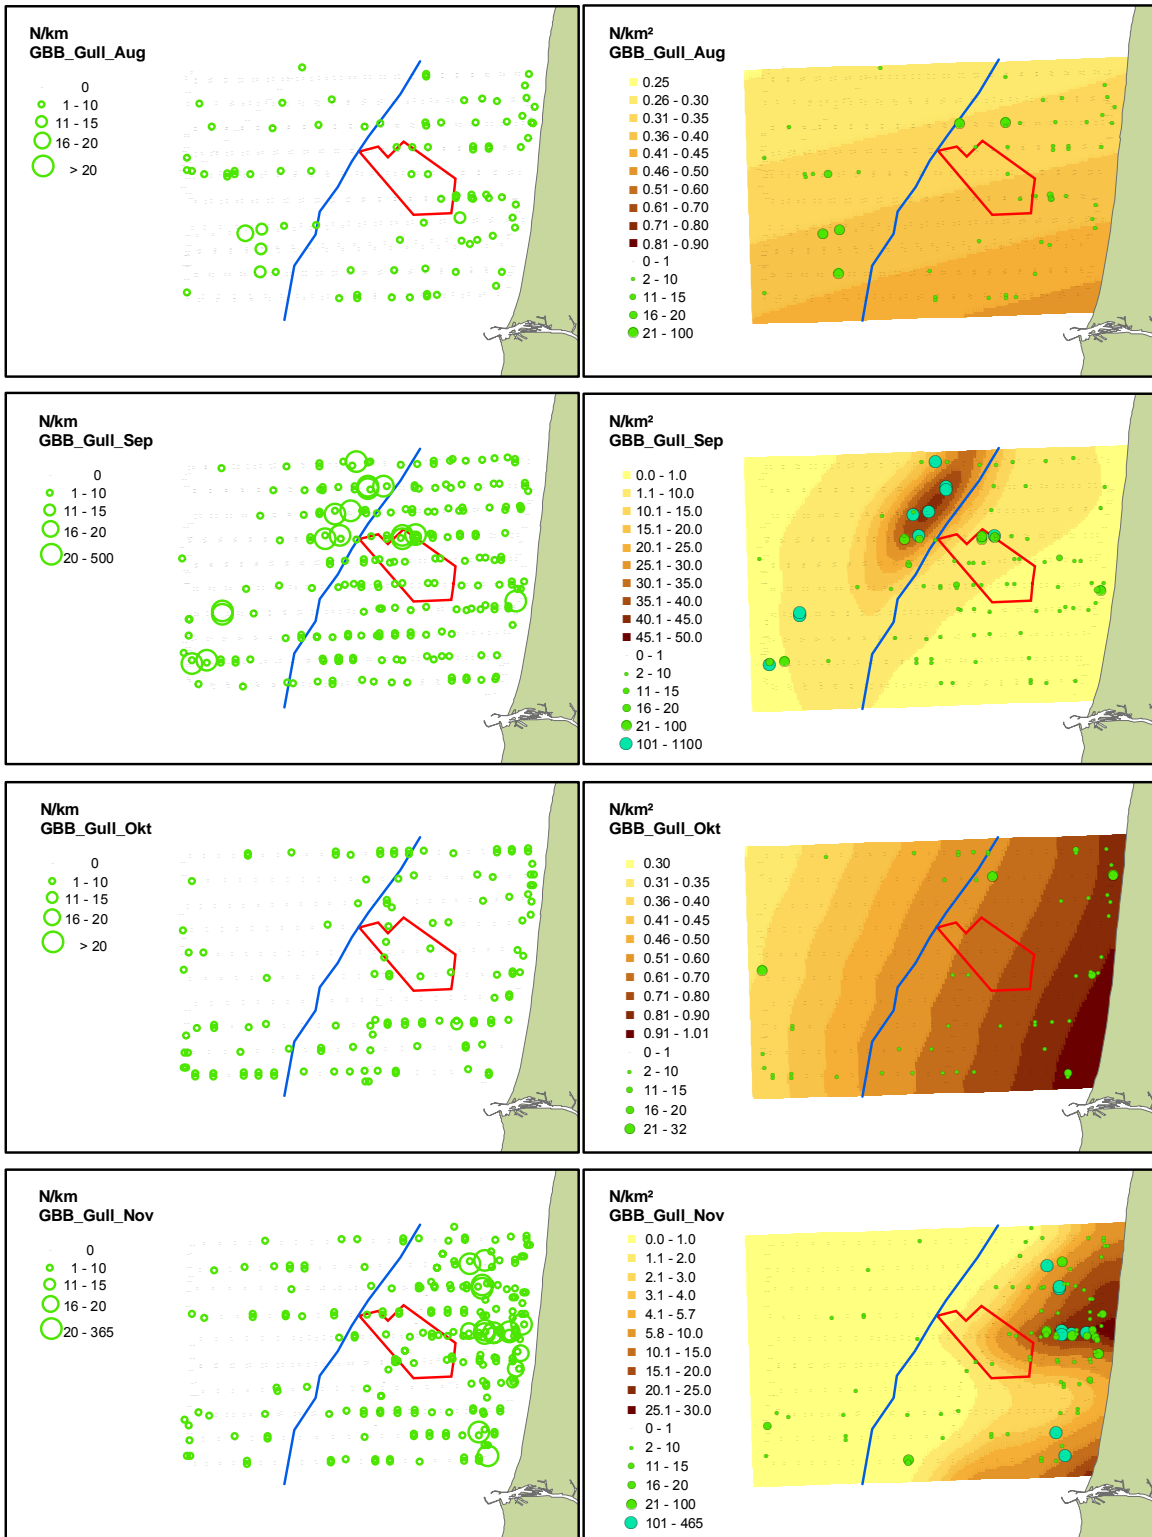 N/km
GBB_Gull_Aug
0
1 - 10
11 - 15
16 - 20
> 20
N/km²
GBB_Gull_Aug
0.25
0.26 - 0.30
0.31 - 0.35
0.36 - 0.40
0.41 - 0.45
0.46 - 0.50
0.51 - 0.60
0.61 - 0.70
0.71 - 0.80
0.81 - 0.90
0 - 1
2 - 10
11 - 15
16 - 20
21 - 100
N/km
GBB_Gull_Sep
0
1 - 10
11 - 15
16 - 20
20 - 500
N/km²
GBB_Gull_Sep
0.0 - 1.0
1.1 - 10.0
10.1 - 15.0
15.1 - 20.0
20.1 - 25.0
25.1 - 30.0
30.1 - 35.0
35.1 - 40.0
40.1 - 45.0
45.1 - 50.0
0 - 1
2 - 10
11 - 15
16 - 20
21 - 100
101 - 1100
N/km
GBB_Gull_Okt
0
1 - 10
11 - 15
16 - 20
> 20
N/km²
GBB_Gull_Okt
0.30
0.31 - 0.35
0.36 - 0.40
0.41 - 0.45
0.46 - 0.50
0.51 - 0.60
0.61 - 0.70
0.71 - 0.80
0.81 - 0.90
0.91 - 1.01
0 - 1
2 - 10
11 - 15
16 - 20
21 - 32
N/km
GBB_Gull_Nov
0
1 - 10
11 - 15
16 - 20
20 - 365
N/km²
GBB_Gull_Nov
0.0 - 1.0
1.1 - 2.0
2.1 - 3.0
3.1 - 4.0
4.1 - 5.7
5.8 - 10.0
10.1 - 15.0
15.1 - 20.0
20.1 - 25.0
25.1 - 30.0
0 - 1
2 - 10
11 - 15
16 - 20
21 - 100
101 - 465